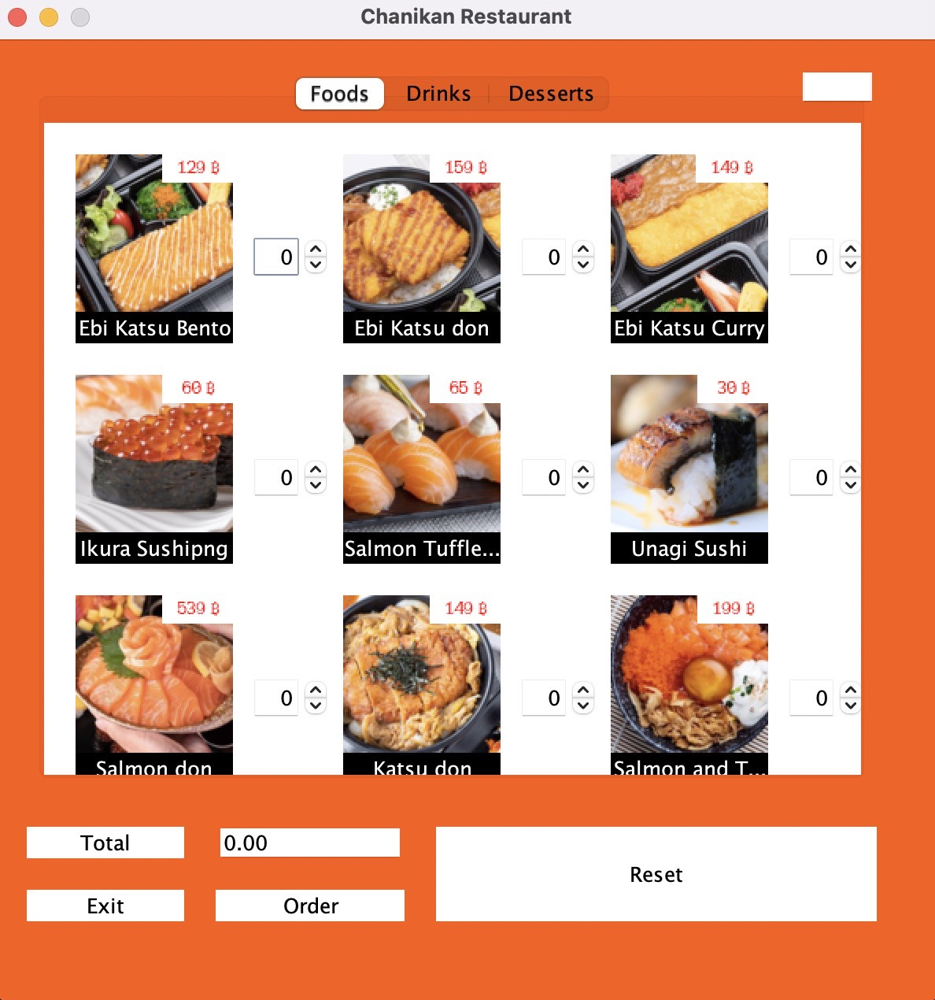 Chanikan Restaurant
Foods Drinks Desserts
129 ฿ 159 ฿ 149 ฿
0 0 0
Ebi Katsu Bento Ebi Katsu don Ebi Katsu Curry
60 ฿ 65 ฿ 30 ฿
0 0 0
Ikura Sushipng Salmon Tuffle... Unagi Sushi
539 ฿ 149 ฿ 199 ฿
0 0 0
Salmon don Katsu don Salmon and T...
Total 0.00
Reset
Exit Order